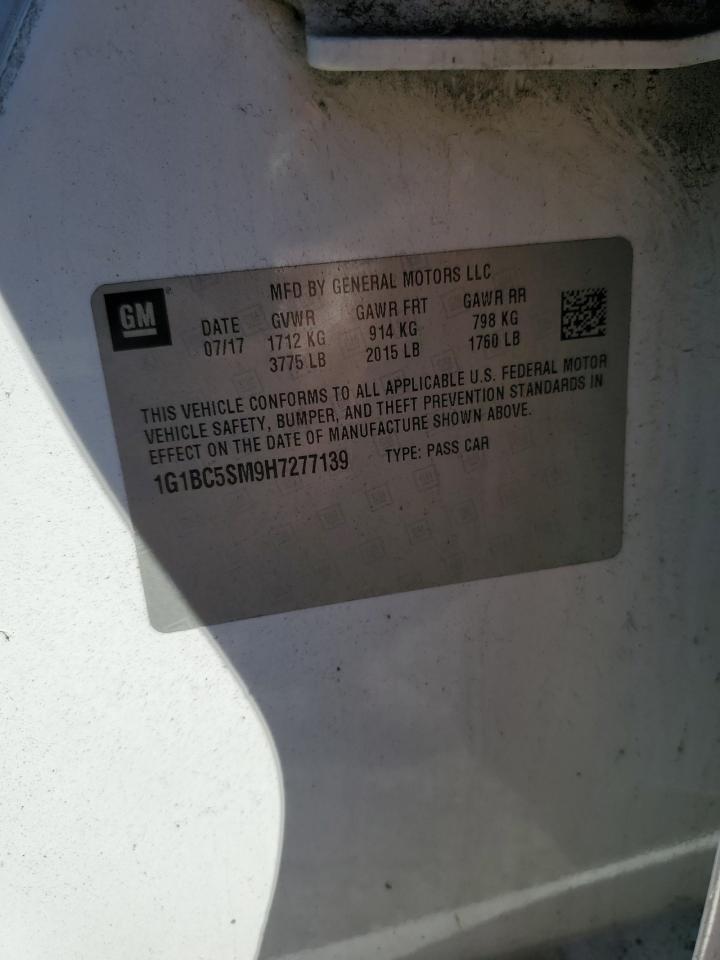 GM
MFD BY GENERAL MOTORS LLC
DATE GVWR GAWR FRT GAWR RR
07/17 1712 KG 914 KG 798 KG
3775 LB 2015 LB 1760 LB
THIS VEHICLE CONFORMS TO ALL APPLICABLE U.S. FEDERAL MOTOR
VEHICLE SAFETY, BUMPER, AND THEFT PREVENTION STANDARDS IN
EFFECT ON THE DATE OF MANUFACTURE SHOWN ABOVE.
1G1BC5SM9H7277139 TYPE: PASS CAR